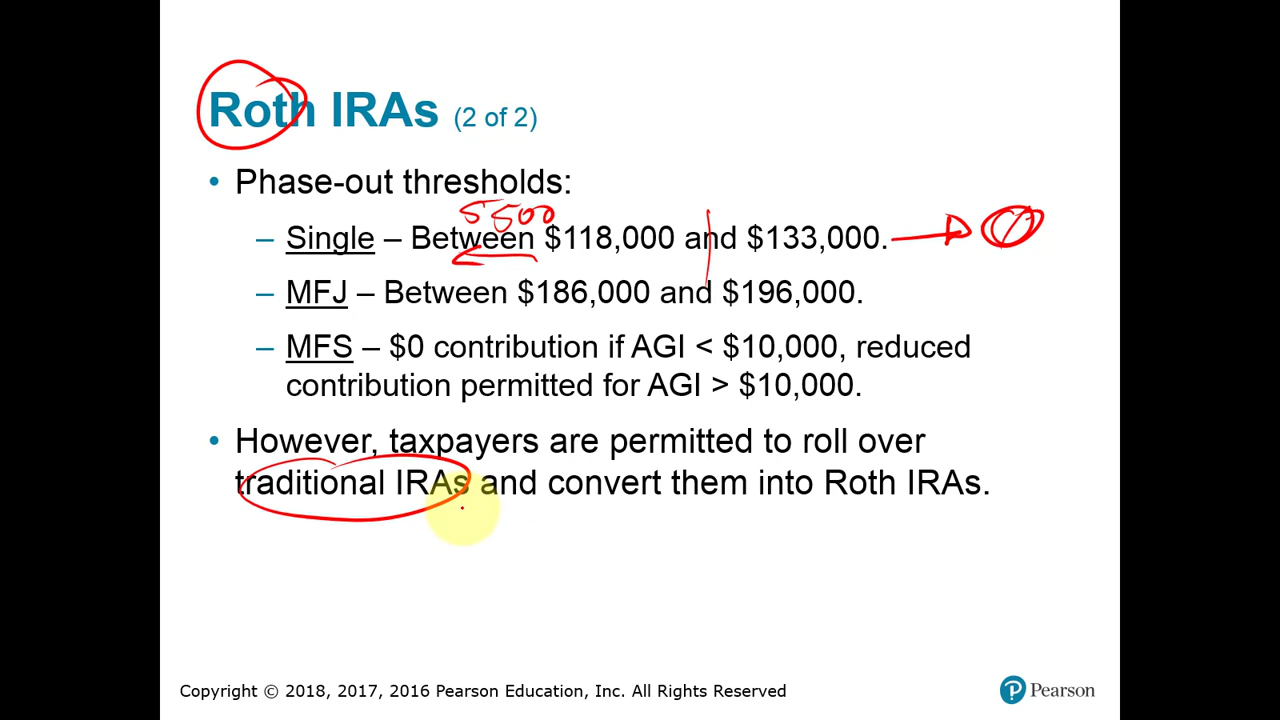 Roth IRAs (2 of 2)
• Phase-out thresholds:
5500
– Single – Between $118,000 and $133,000.
– MFJ – Between $186,000 and $196,000.
– MFS – $0 contribution if AGI < $10,000, reduced
contribution permitted for AGI > $10,000.
• However, taxpayers are permitted to roll over
traditional IRAs and convert them into Roth IRAs.
Copyright © 2018, 2017, 2016 Pearson Education, Inc. All Rights Reserved
P Pearson